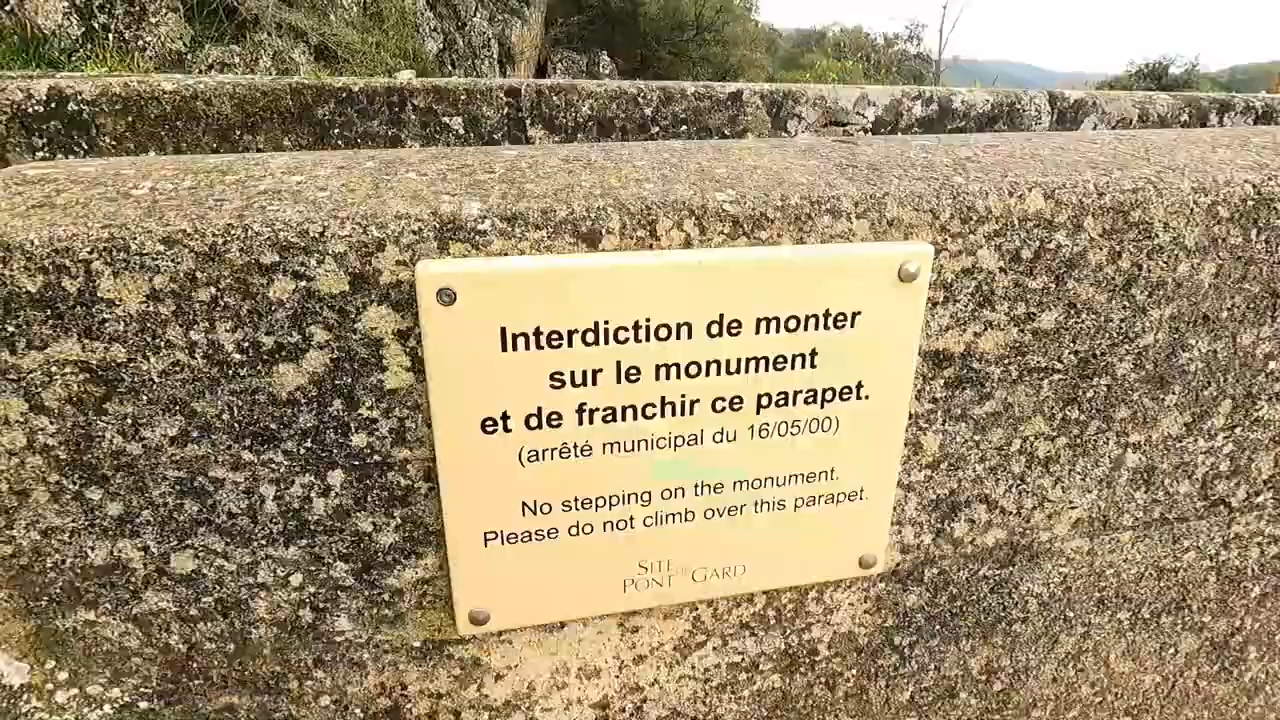 Interdiction de monter
sur le monument
et de franchir ce parapet.
(arrêté municipal du 16/05/00)
No stepping on the monument.
Please do not climb over this parapet.
SITE DU
PONT GARD